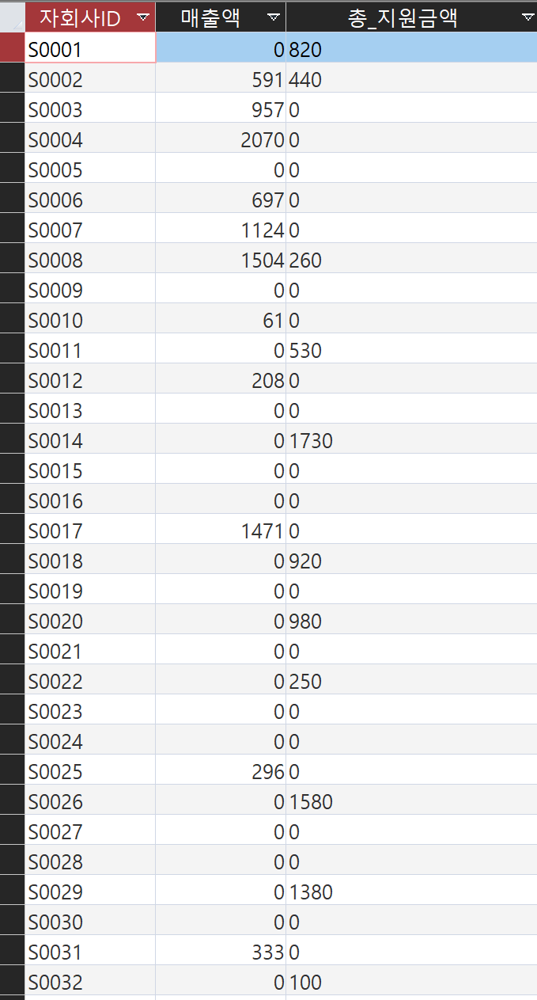 자회사ID 매출액 총_지원금액
S0001 0 820
S0002 591 440
S0003 957 0
S0004 2070 0
S0005 0 0
S0006 697 0
S0007 1124 0
S0008 1504 260
S0009 0 0
S0010 61 0
S0011 0 530
S0012 208 0
S0013 0 0
S0014 0 1730
S0015 0 0
S0016 0 0
S0017 1471 0
S0018 0 920
S0019 0 0
S0020 0 980
S0021 0 0
S0022 0 250
S0023 0 0
S0024 0 0
S0025 296 0
S0026 0 1580
S0027 0 0
S0028 0 0
S0029 0 1380
S0030 0 0
S0031 333 0
S0032 0 100